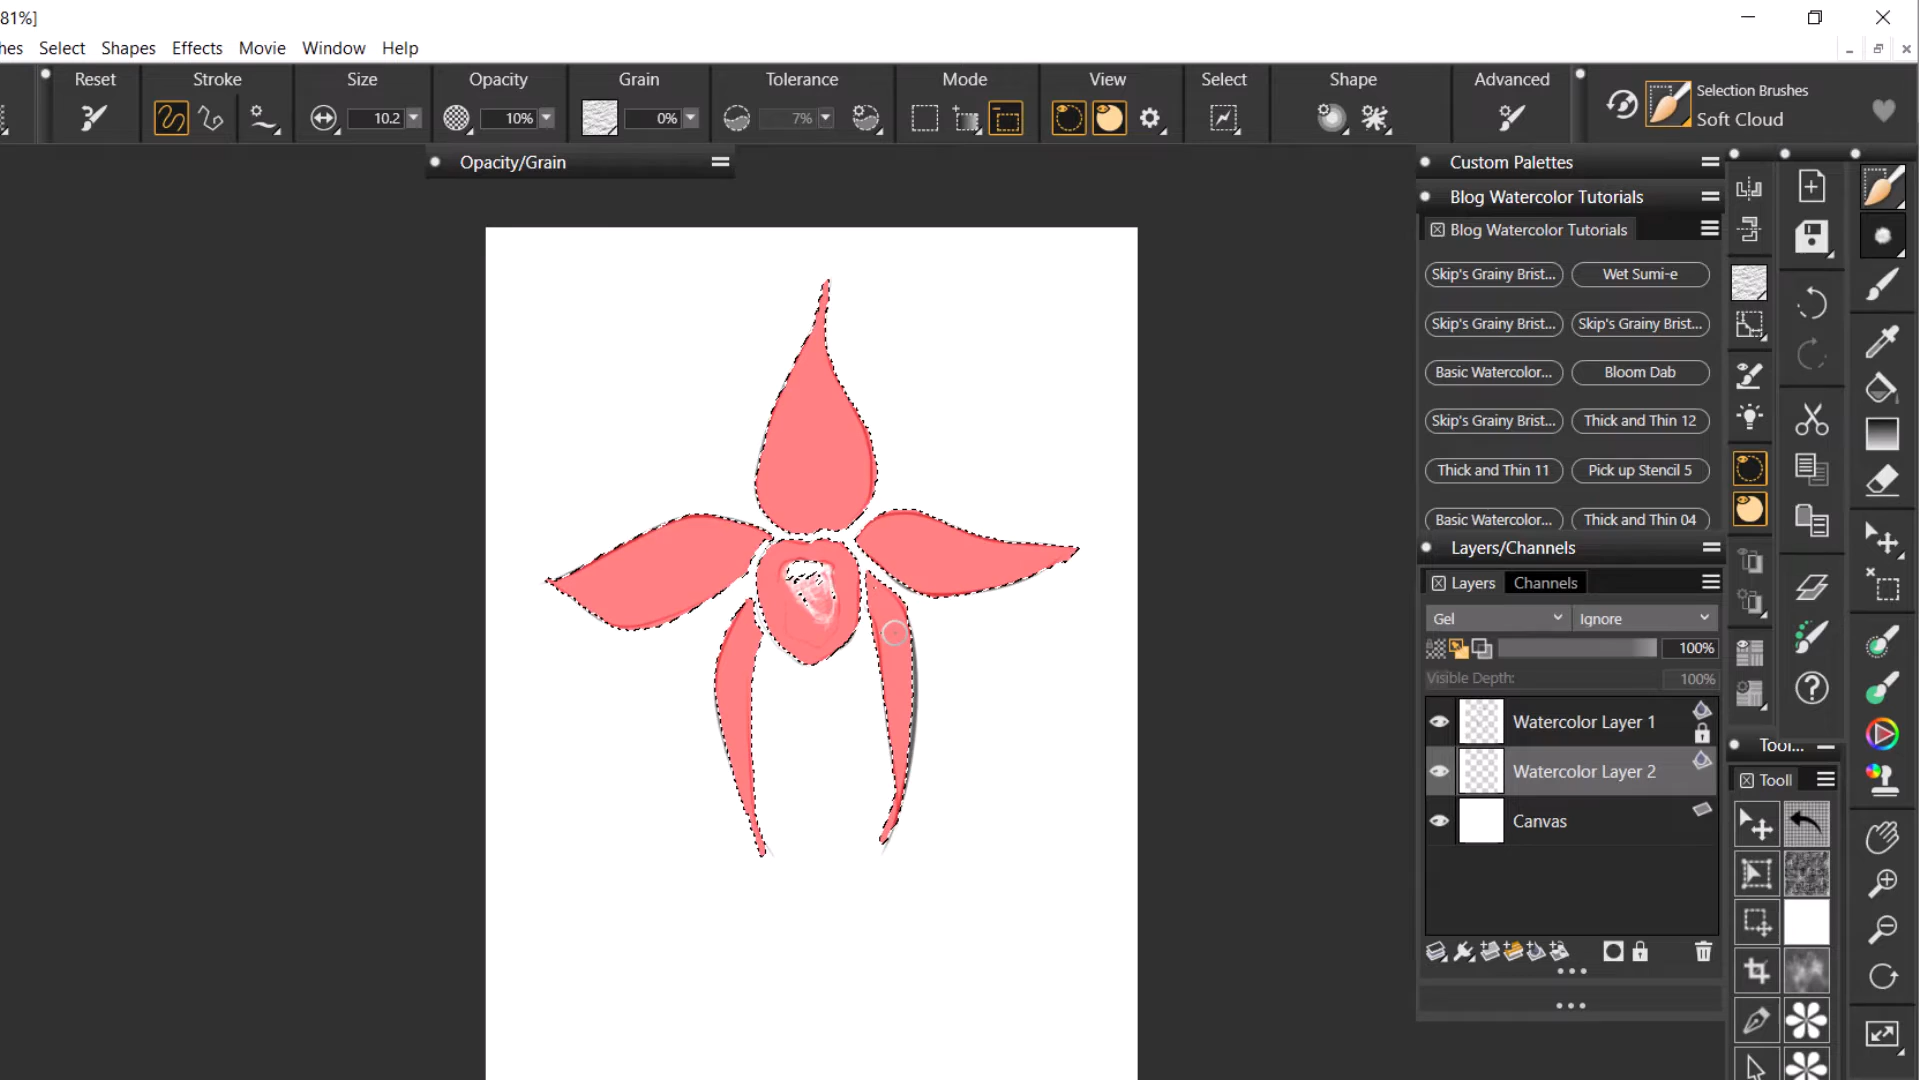 81%]
hes Select Shapes Effects Movie Window Help
Reset Stroke Size Opacity Grain Tolerance Mode View Select Shape Advanced
10.2 10% 0% 7%
Selection Brushes
Soft Cloud
Opacity/Grain
Custom Palettes
Blog Watercolor Tutorials
Blog Watercolor Tutorials
Skip's Grainy Brist... Wet Sumi-e
Skip's Grainy Brist... Skip's Grainy Brist...
Basic Watercolor... Bloom Dab
Skip's Grainy Brist... Thick and Thin 12
Thick and Thin 11 Pick up Stencil 5
Basic Watercolor... Thick and Thin 04
Layers/Channels
Layers Channels
Gel Ignore
100%
Visible Depth: 100%
Watercolor Layer 1
Watercolor Layer 2
Canvas
Tool...
Tooll